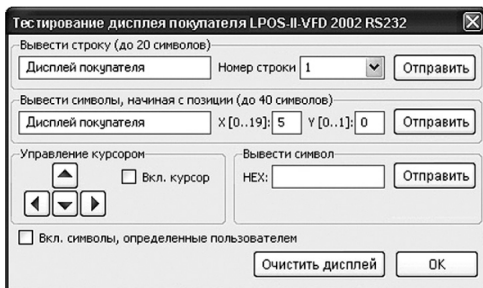 Тестирование дисплея покупателя LPOS-II-VFD 2002 RS232
Вывести строку (до 20 символов)
Дисплей покупателя Номер строки 1 Отправить
Вывести символы, начиная с позиции (до 40 символов)
Дисплей покупателя X [0..19]: 5 Y [0..1]: 0 Отправить
Управление курсором Вывести символ
Вкл. курсор HEX: Отправить
Вкл. символы, определенные пользователем
Очистить дисплей OK